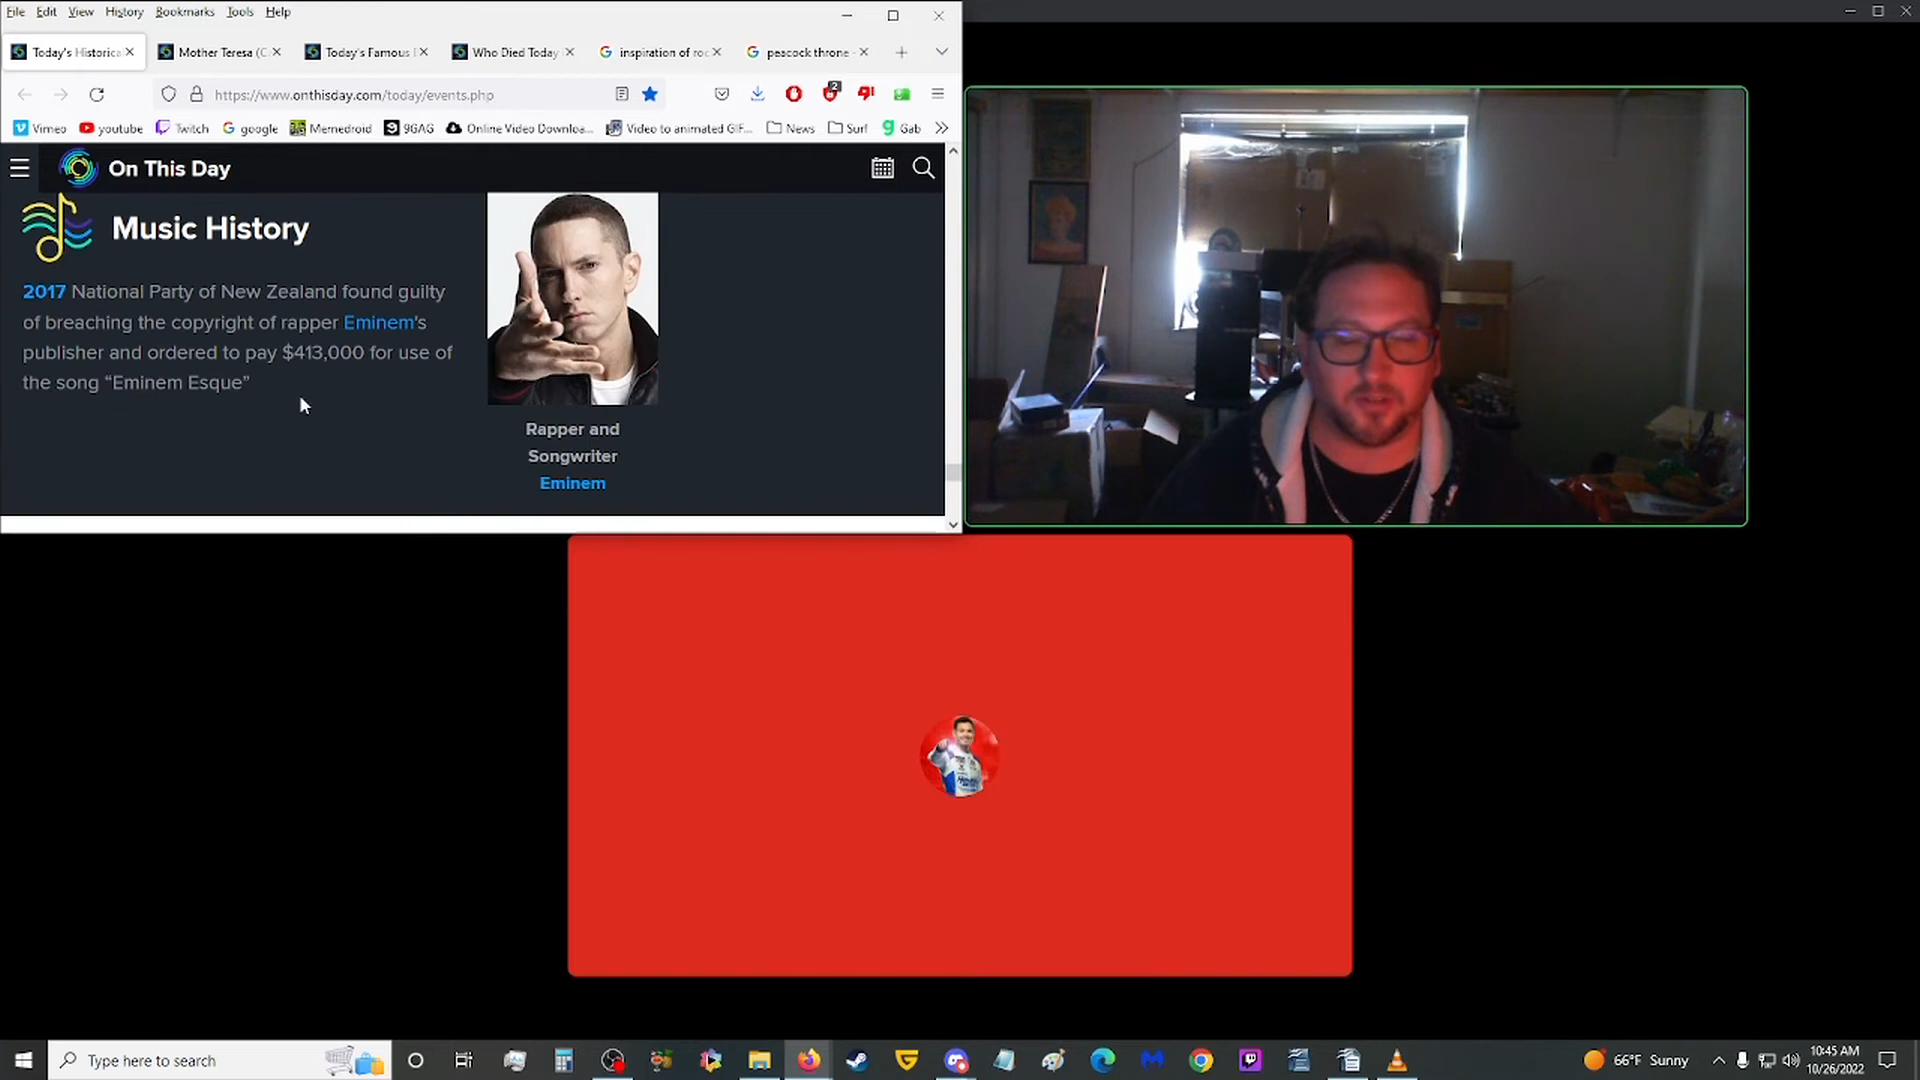 File Edit View History Bookmarks Tools Help
Today's Historica
Mother Teresa (C
Today's Famous
Who Died Today
inspiration of roc
peacock throne
https://www.onthisday.com/today/events.php
2
Vimeo youtube Twitch google Memedroid 9GAG Online Video Downloa... Video to animated GIF... News Surf Gab
On This Day
Music History
2017 National Party of New Zealand found guilty
of breaching the copyright of rapper Eminem's
publisher and ordered to pay $413,000 for use of
the song “Eminem Esque”
Rapper and
Songwriter
Eminem
Type here to search
66°F Sunny
10:45 AM
10/26/2022